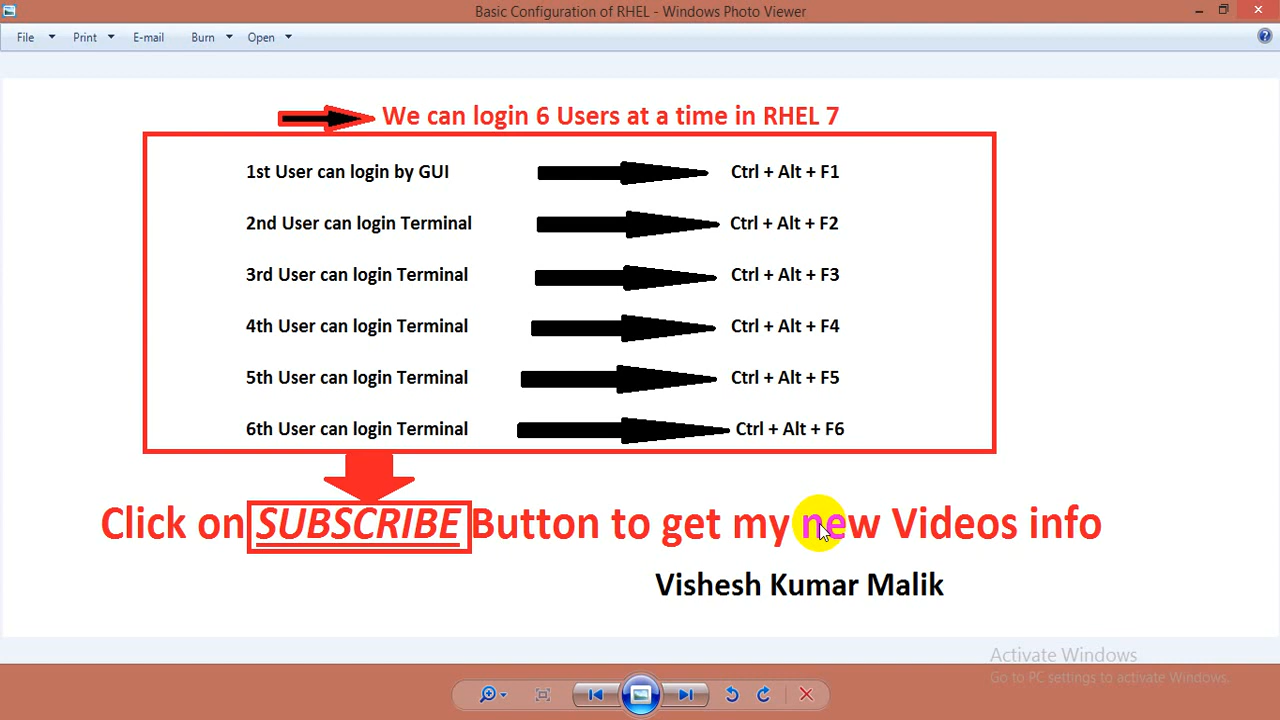 Basic Configuration of RHEL - Windows Photo Viewer
File Print E-mail Burn Open
We can login 6 Users at a time in RHEL 7
1st User can login by GUI Ctrl + Alt + F1
2nd User can login Terminal Ctrl + Alt + F2
3rd User can login Terminal Ctrl + Alt + F3
4th User can login Terminal Ctrl + Alt + F4
5th User can login Terminal Ctrl + Alt + F5
6th User can login Terminal Ctrl + Alt + F6
Click on SUBSCRIBE Button to get my new Videos info
Vishesh Kumar Malik
Activate Windows
Go to PC settings to activate Windows.